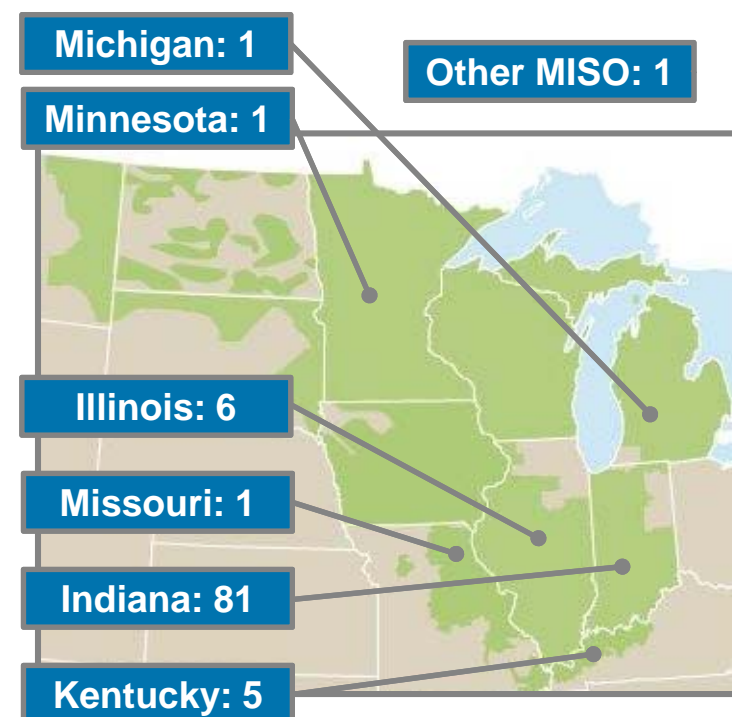 Michigan: 1
Other MISO: 1
Minnesota: 1
Illinois: 6
Missouri: 1
Indiana: 81
Kentucky: 5